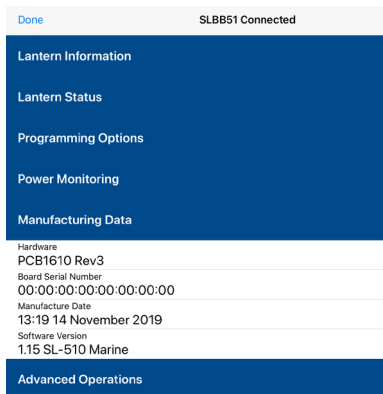 Done SLBB51 Connected
Lantern Information
Lantern Status
Programming Options
Power Monitoring
Manufacturing Data
Hardware
PCB1610 Rev3
Board Serial Number
00:00:00:00:00:00:00:00
Manufacture Date
13:19 14 November 2019
Software Version
1.15 SL-510 Marine
Advanced Operations